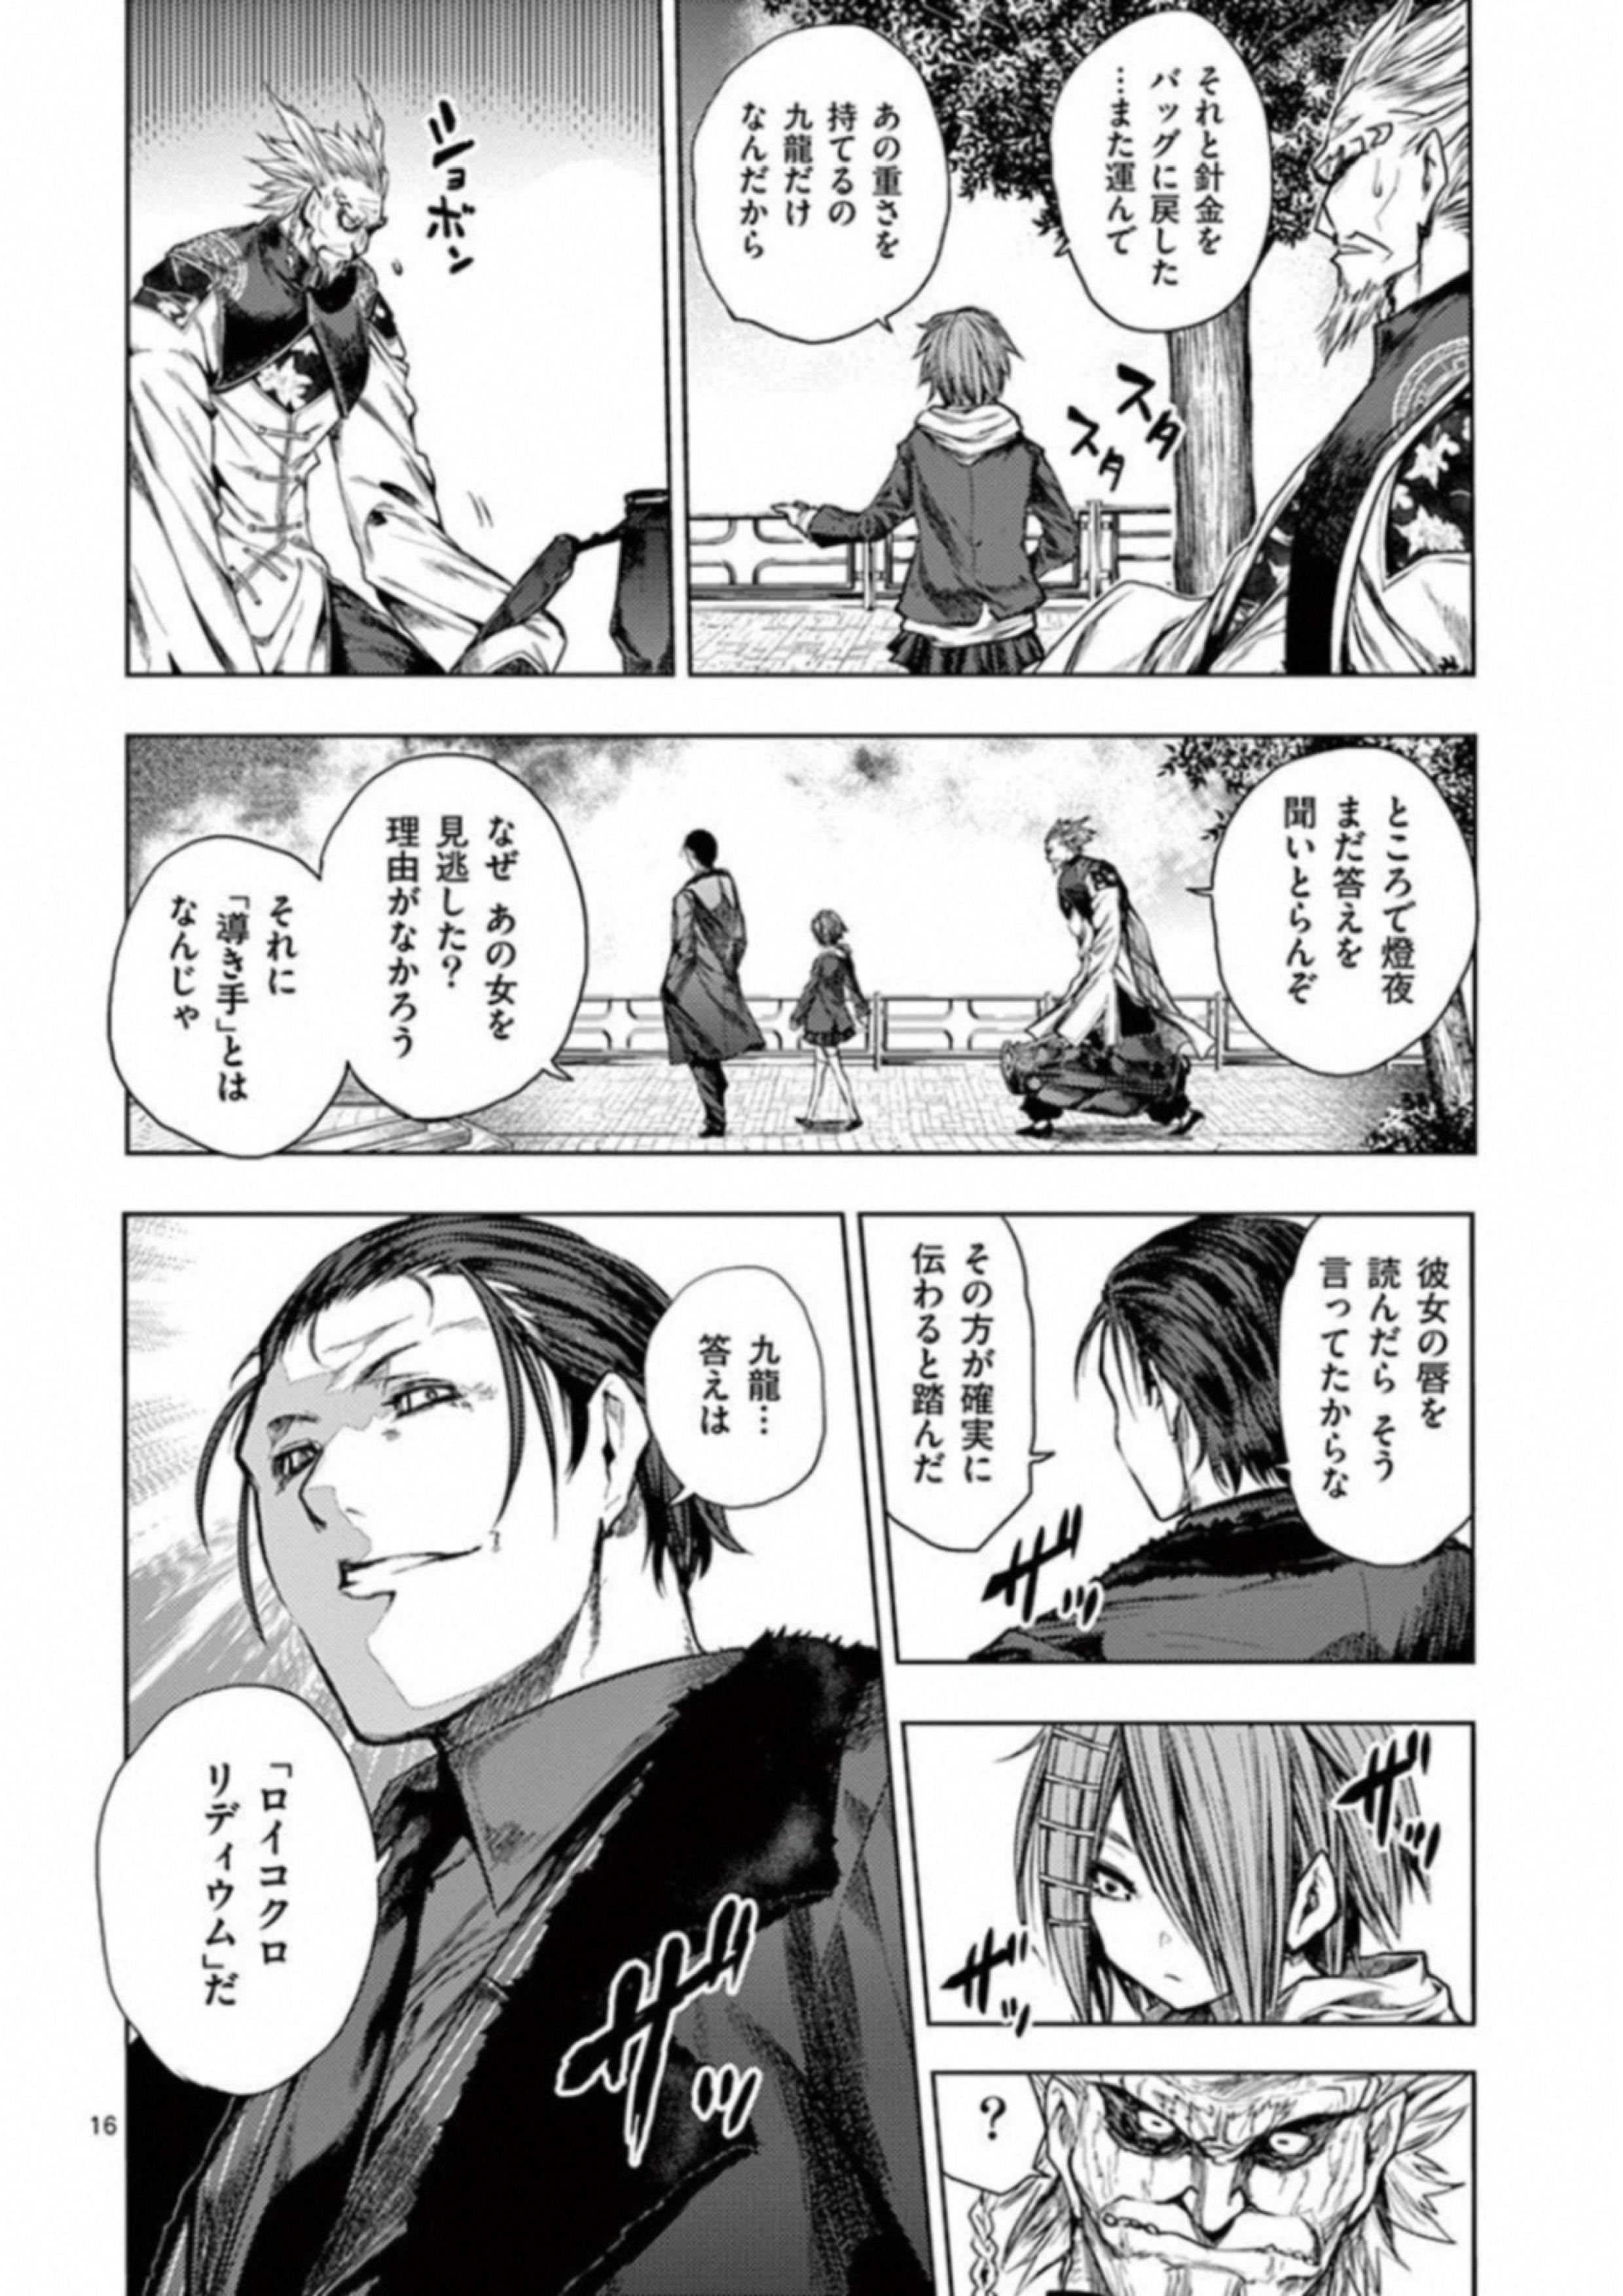 それと針金を
バッグに戻した
…また運んで
スタ
スタ
あの重さを
持てるの
九龍だけ
なんだから
ショボン
ところで燈夜
まだ答えを
聞いとらんぞ
なぜ あの女を
見逃した?
理由がなかろう
それに
「導き手」とは
なんじゃ
彼女の唇を
読んだら そう
言ってたからな
その方が確実に
伝わると踏んだ
ザッ
ザッ
ザッ
?
九龍…
答えは
「ロイコクロ
リディウム」だ
ザッ
16